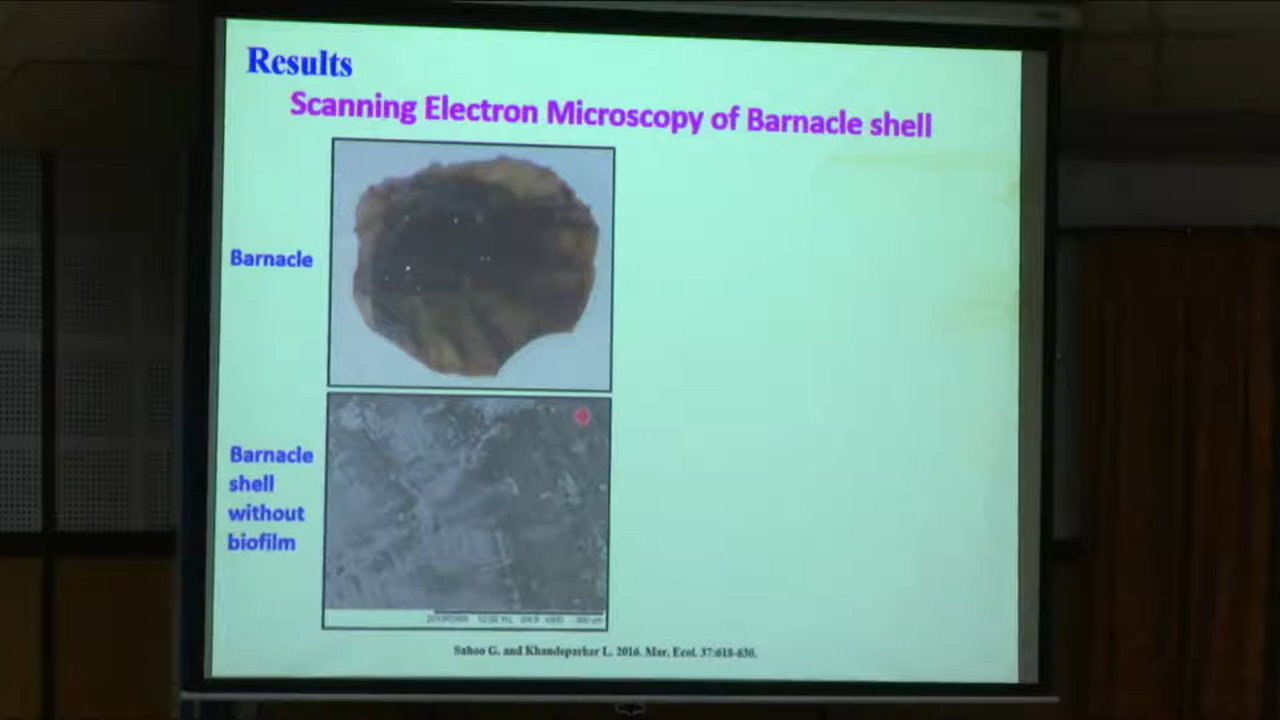 Results
Scanning Electron Microscopy of Barnacle shell
Barnacle
Barnacle
shell
without
biofilm
Sahoo G. and Khandeparkar L. 2016. Mar. Ecol. 37:618-630.